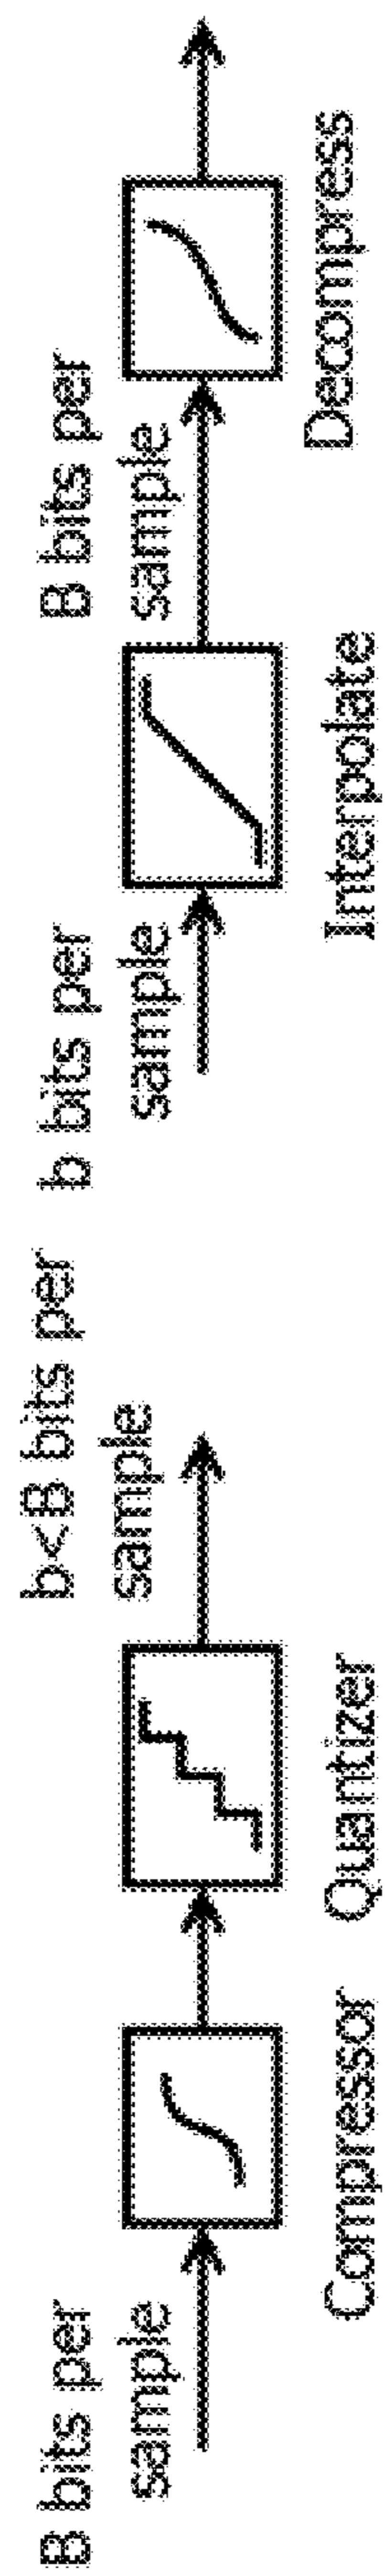 B bits per
sample
Compressor
Quantizer
b<B bits per
sample
b bits per
sample
Interpolate
B bits per
sample
Decompress